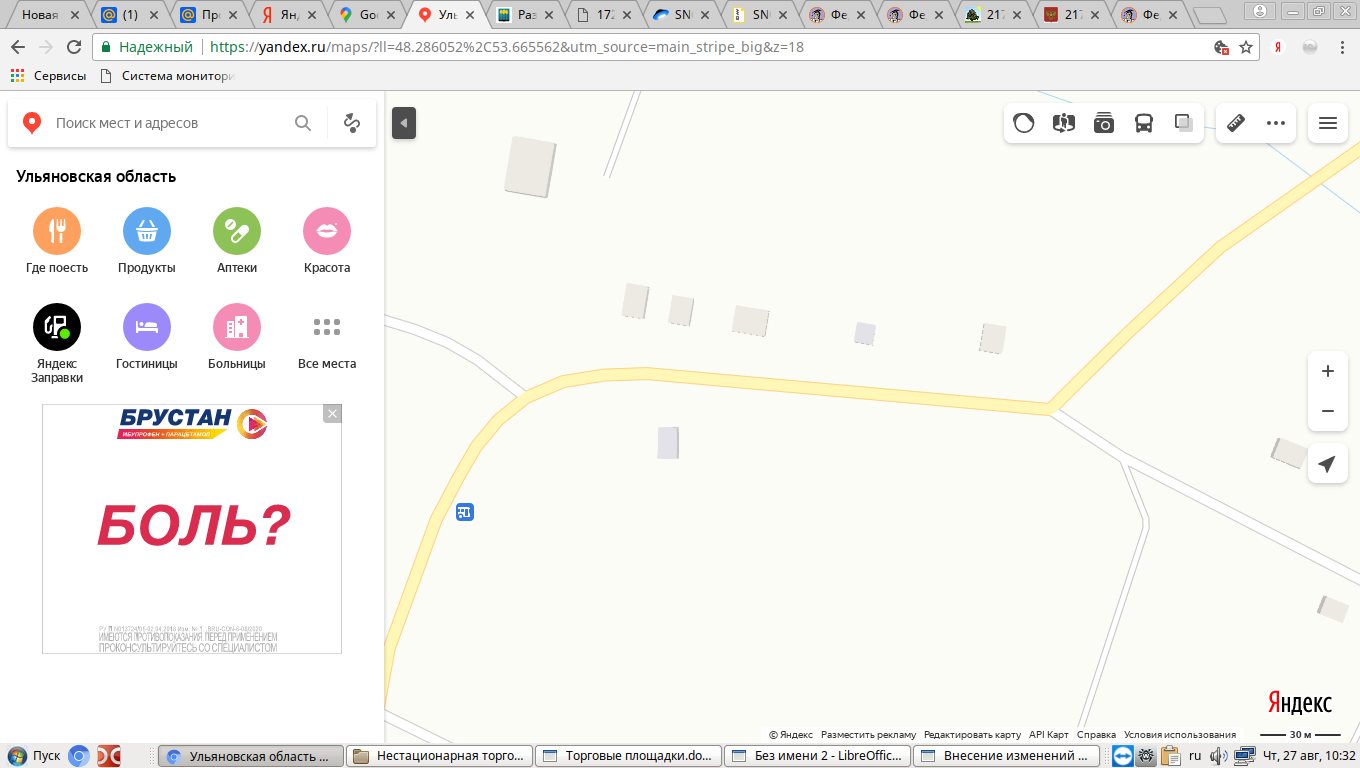 Новая
(1)
Про
Янд
Goo
Уль
Раз
172
SN
SN
Фе
Фе
217
217
Фе
Надежный https://yandex.ru/maps/?ll=48.286052%2C53.665562&utm_source=main_stripe_big&z=18
Сервисы Система монитори
Поиск мест и адресов
Ульяновская область
Где поесть Продукты Аптеки Красота
Яндекс Заправки Гостиницы Больницы Все места
БРУСТАН
ИБУПРОФЕН + ПАРАЦЕТАМОЛ
БОЛЬ?
ИМЕЮТСЯ ПРОТИВОПОКАЗАНИЯ. ПЕРЕД ПРИМЕНЕНИЕМ
ПРОКОНСУЛЬТИРУЙТЕСЬ СО СПЕЦИАЛИСТОМ
Яндекс
© Яндекс Разместить рекламу Редактировать карту API Карт Справка Условия использования 30 м
Пуск Ульяновская область ... Нестационарная торго... Торговые площадки.do... Без имени 2 - LibreOffic... Внесение изменений ... ru Чт, 27 авг, 10:32